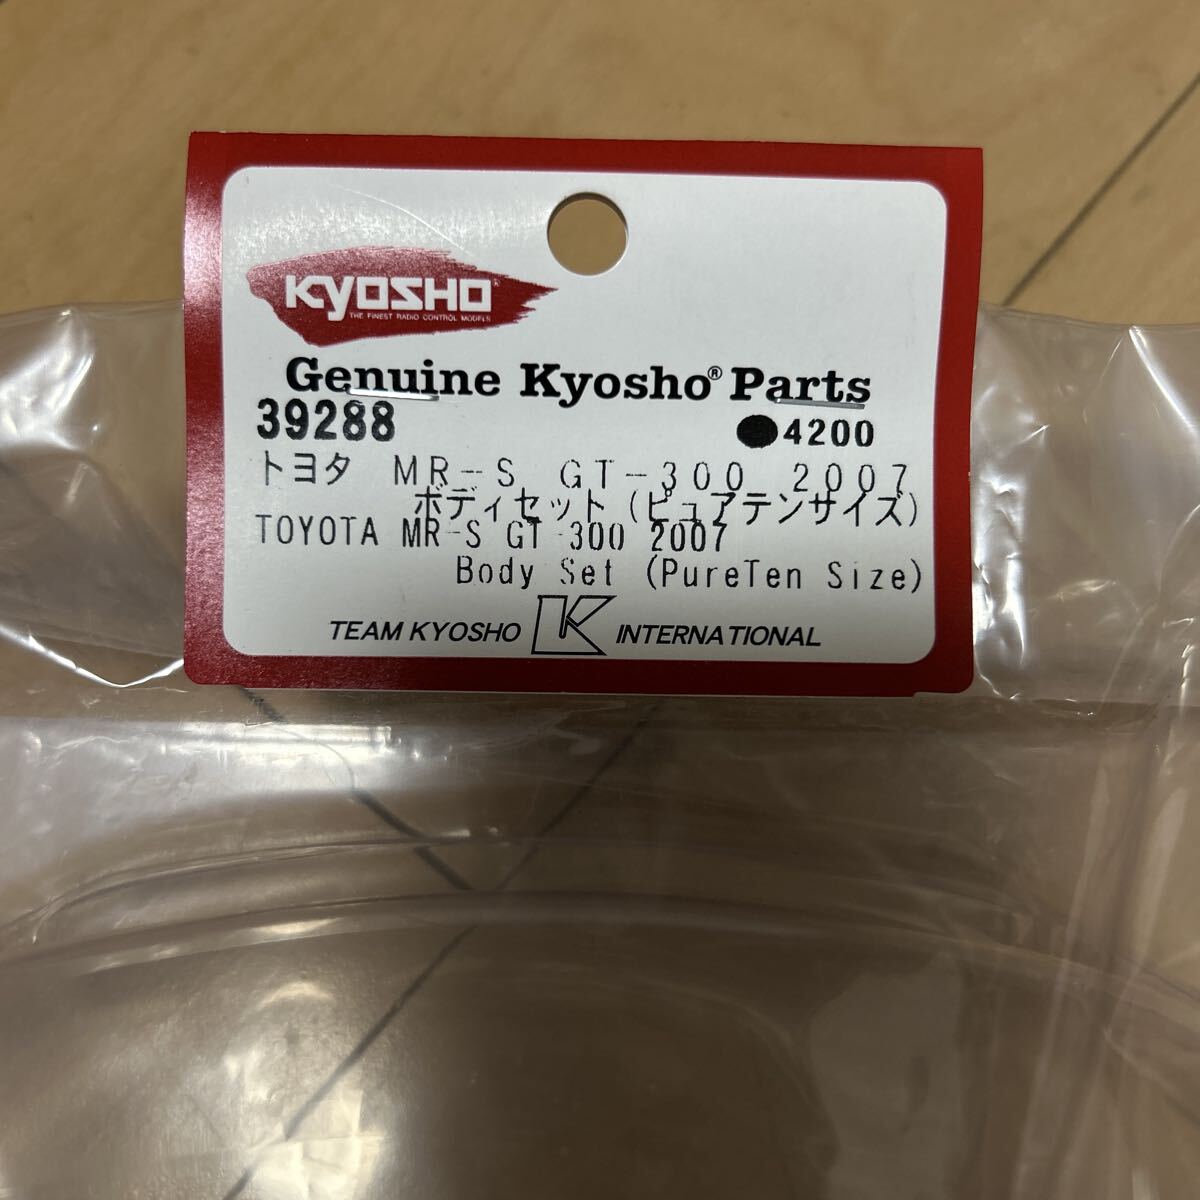 KYOSHO®
THE FINEST RADIO CONTROL MODELS
Genuine Kyosho® Parts
39288 ●4200
トヨタ MR-S GT-300 2007
ボディセット(ピュアテンサイズ)
TOYOTA MR-S GT-300 2007
Body Set (PureTen Size)
TEAM KYOSHO K INTERNATIONAL